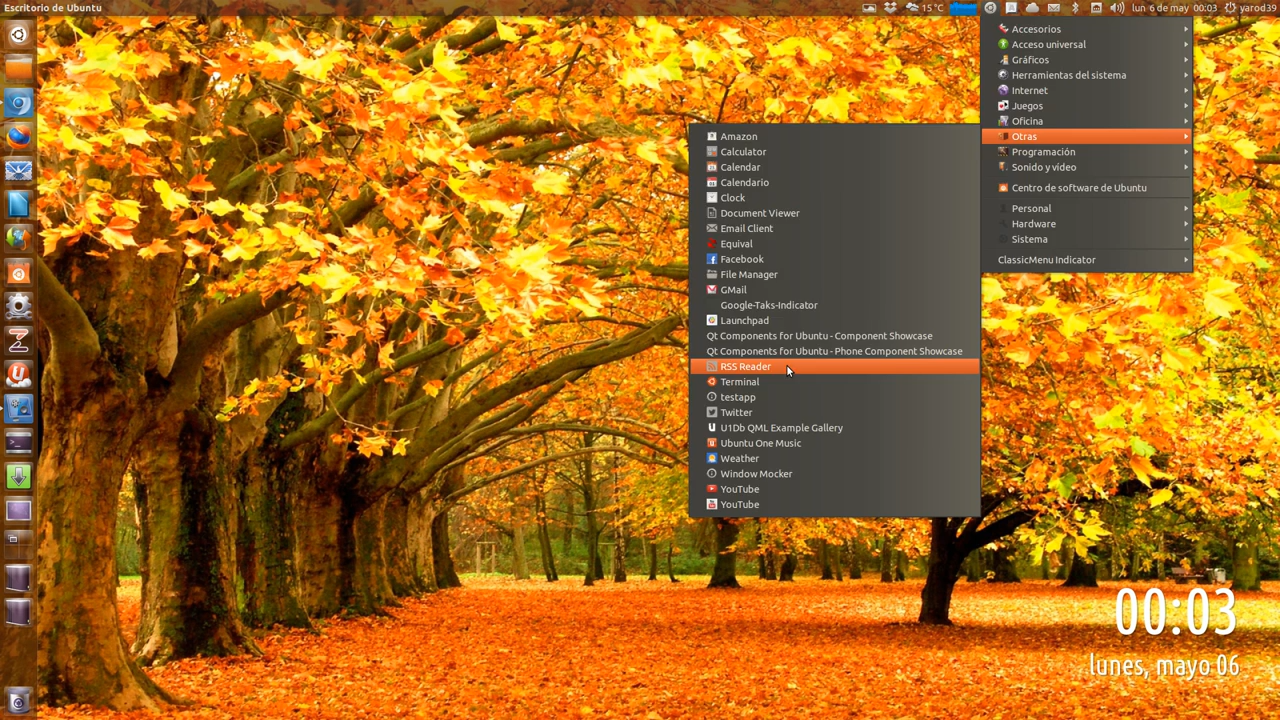 Escritorio de Ubuntu
15 °C
lun 6 de may 00:03
yarod39
Accesorios
Acceso universal
Gráficos
Herramientas del sistema
Internet
Juegos
Oficina
Otras
Programación
Sonido y vídeo
Centro de software de Ubuntu
Personal
Hardware
Sistema
ClassicMenu Indicator
Amazon
Calculator
Calendar
Calendario
Clock
Document Viewer
Email Client
Equival
Facebook
File Manager
GMail
Google-Taks-Indicator
Launchpad
Qt Components for Ubuntu - Component Showcase
Qt Components for Ubuntu - Phone Component Showcase
RSS Reader
Terminal
testapp
Twitter
U1Db QML Example Gallery
Ubuntu One Music
Weather
Window Mocker
YouTube
YouTube
00:03
lunes, mayo 06